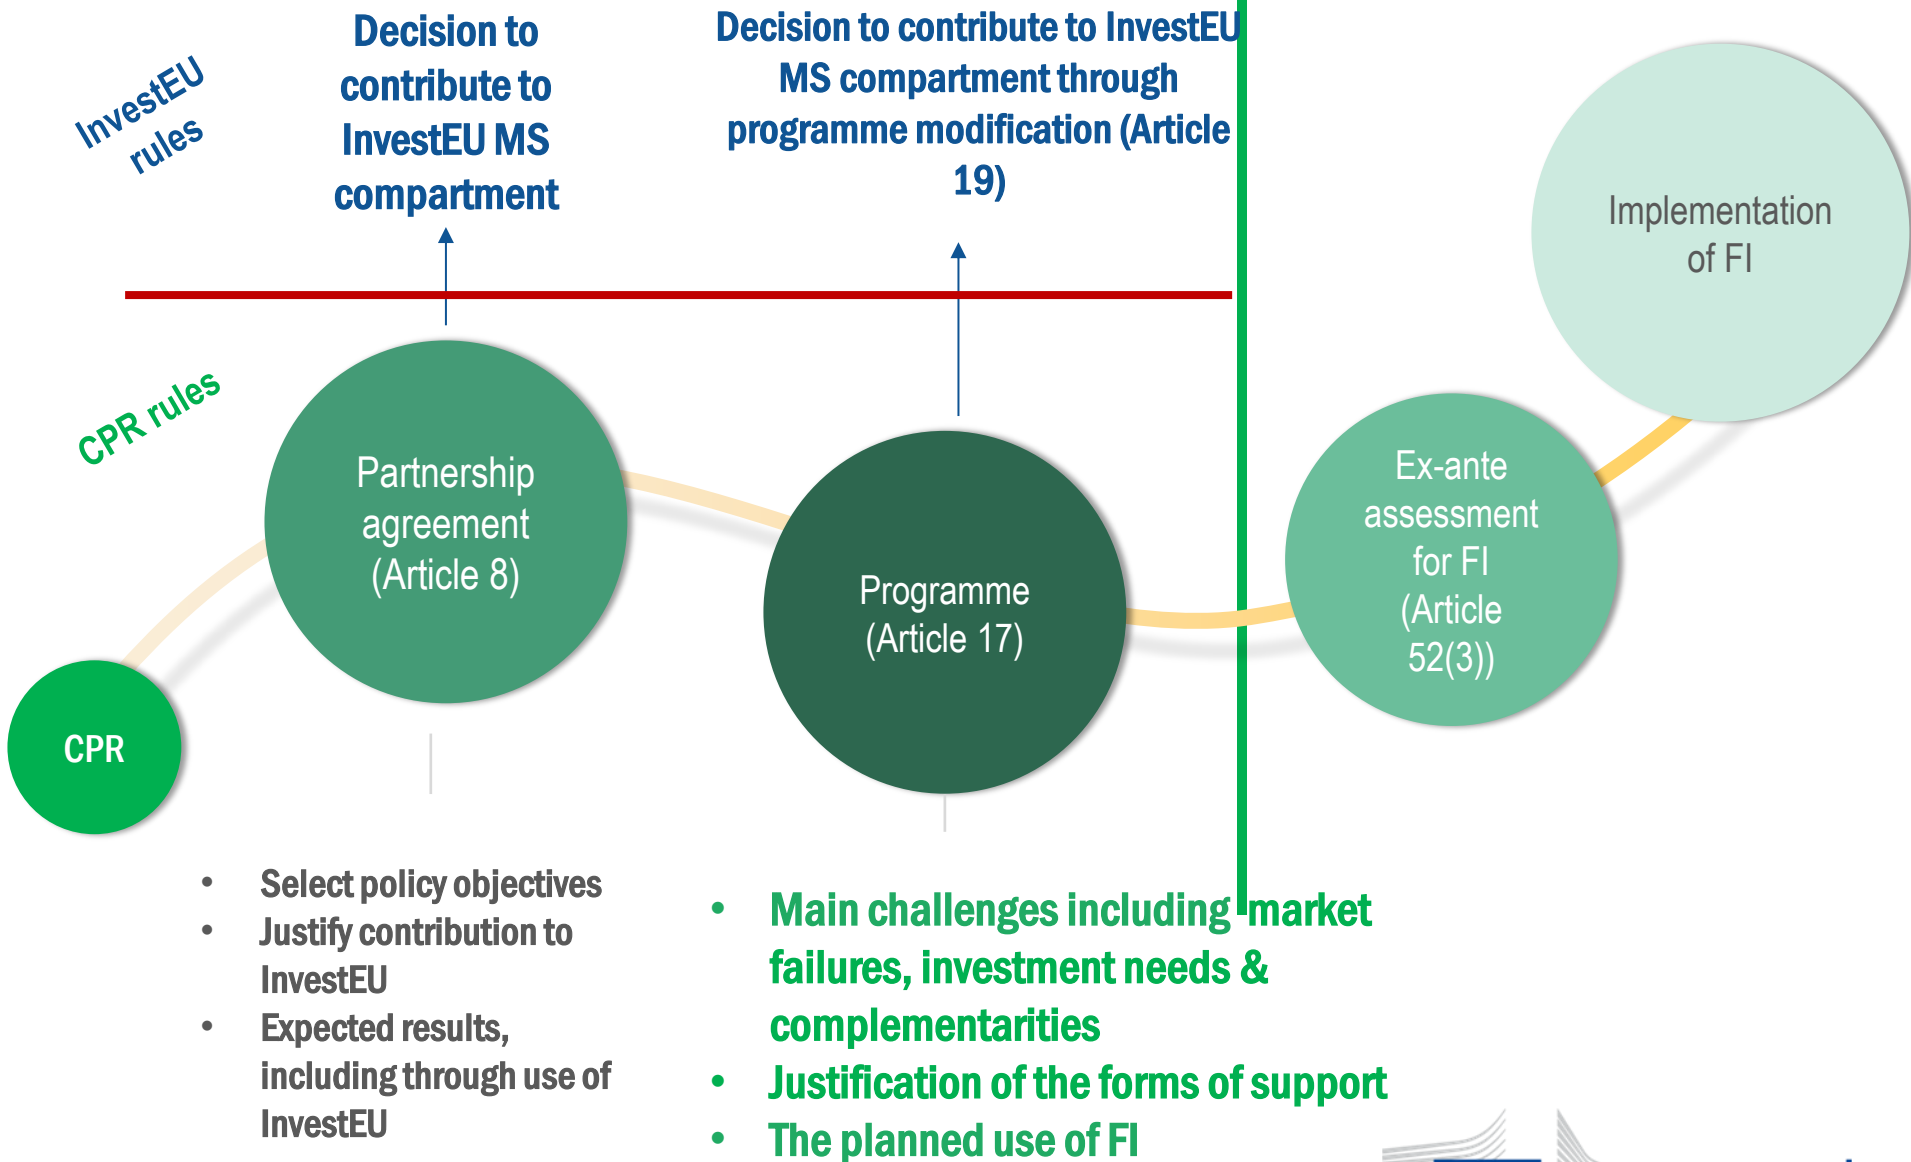 InvestEU
rules
Decision to
contribute to
InvestEU MS
compartment
Decision to contribute to InvestEU
MS compartment through
programme modification (Article
19)
Implementation
of FI
CPR rules
Partnership
agreement
(Article 8)
Programme
(Article 17)
Ex-ante
assessment
for FI
(Article
52(3))
CPR
• Select policy objectives
• Justify contribution to
InvestEU
• Expected results,
including through use of
InvestEU
• Main challenges including market
failures, investment needs &
complementarities
• Justification of the forms of support
• The planned use of FI